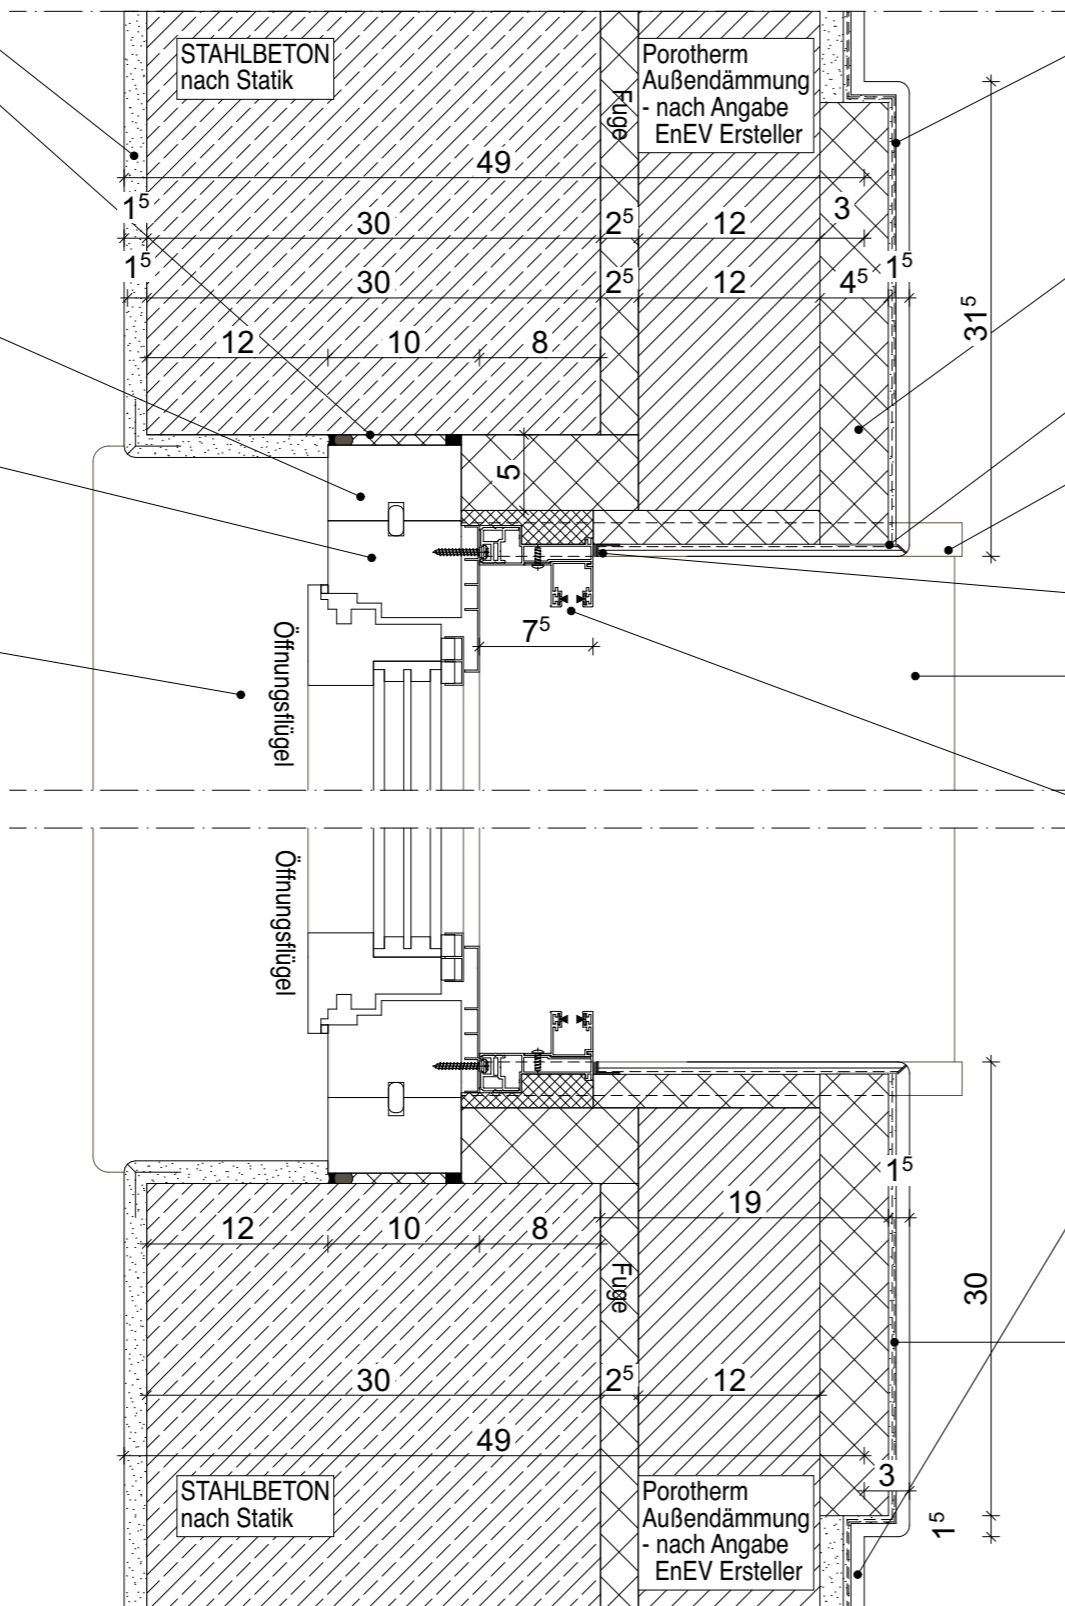 STAHLBETON
nach Statik
Fuge
Porotherm
Außendämmung
- nach Angabe
EnEV Ersteller
49
1⁵ 30 2⁵ 12 3
1⁵ 30 2⁵ 12 4⁵ 1⁵
31⁵
12 10 8
5
7⁵
Öffnungsflügel
Öffnungsflügel
1⁵
19
12 10 8
Fuge
30
30 2⁵ 12
49
3
1⁵
STAHLBETON
nach Statik
Porotherm
Außendämmung
- nach Angabe
EnEV Ersteller